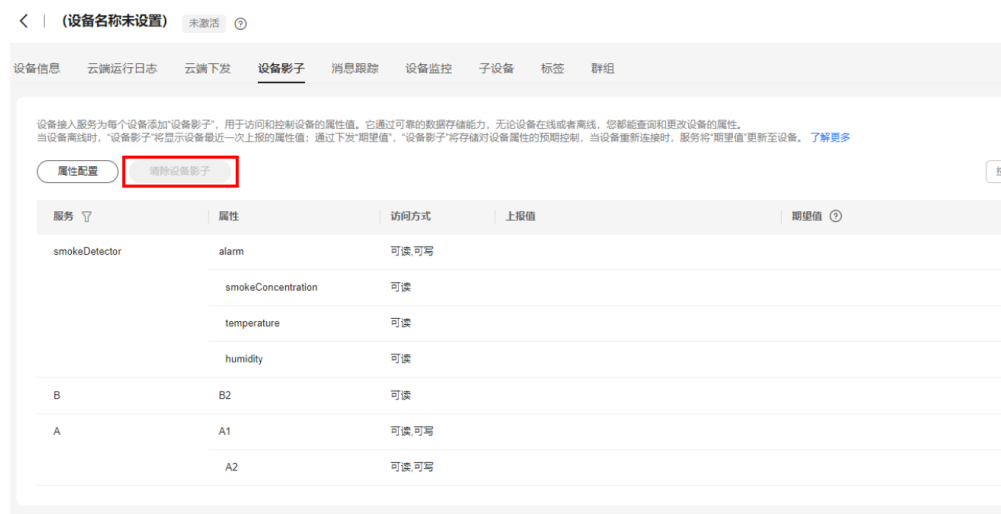 (设备名称未设置) 未激活
设备信息 云端运行日志 云端下发 设备影子 消息跟踪 设备监控 子设备 标签 群组
设备接入服务为每个设备添加“设备影子”，用于访问和控制设备的属性值。它通过可靠的数据存储能力，无论设备在线或者离线，您都能查询和更改设备的属性。
当设备离线时，“设备影子”将显示设备最近一次上报的属性值；通过下发“期望值”，“设备影子”将存储对设备属性的预期控制，当设备重新连接时，服务将“期望值”更新至设备。 了解更多
属性配置 清除设备影子
服务 属性 访问方式 上报值 期望值
smokeDetector alarm 可读,可写
smokeConcentration 可读
temperature 可读
humidity 可读
B B2 可读
A A1 可读,可写
A2 可读,可写